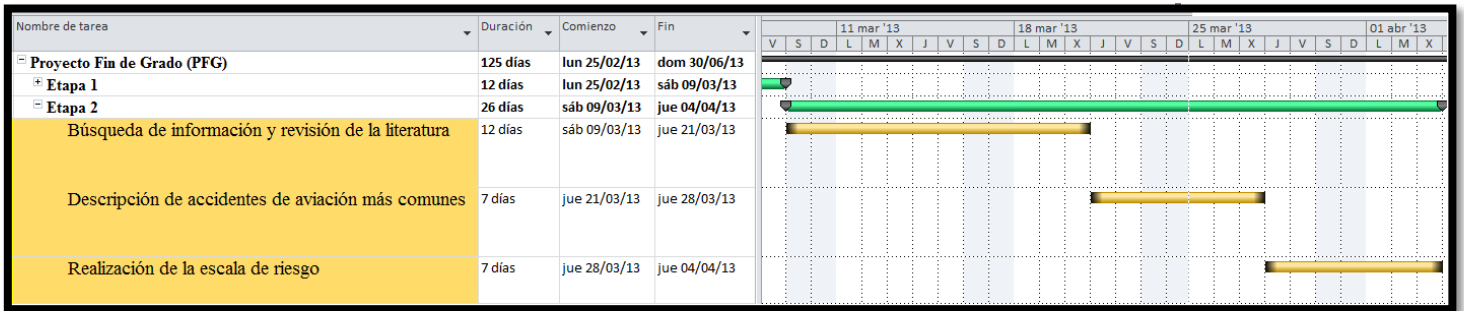 Nombre de tarea Duración Comienzo Fin 11 mar '13 18 mar '13 25 mar '13 01 abr '13
V S D L M X J V S D L M X J V S D L M X J V S D L M X
Proyecto Fin de Grado (PFG) 125 días lun 25/02/13 dom 30/06/13
Etapa 1 12 días lun 25/02/13 sáb 09/03/13
Etapa 2 26 días sáb 09/03/13 jue 04/04/13
Búsqueda de información y revisión de la literatura 12 días sáb 09/03/13 jue 21/03/13
Descripción de accidentes de aviación más comunes 7 días jue 21/03/13 jue 28/03/13
Realización de la escala de riesgo 7 días jue 28/03/13 jue 04/04/13